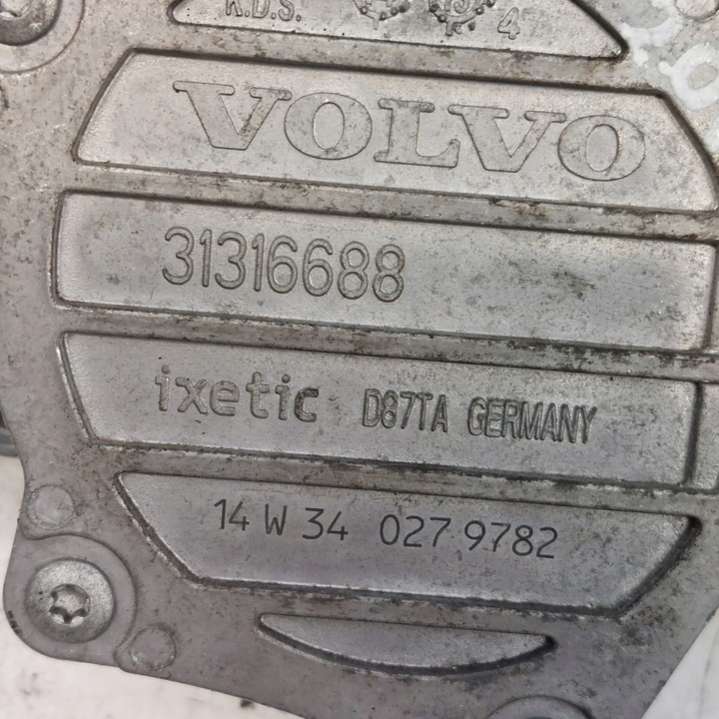 K.D.S. 4
VOLVO
31316688
ixetic D87TA GERMANY
14 W 34 027 9782